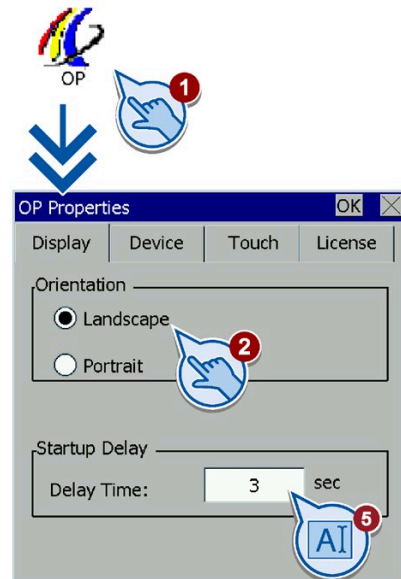 OP
1
OP Properties OK
Display Device Touch License
Orientation
Landscape
2
Portrait
Startup Delay
Delay Time: 3 sec
5
A